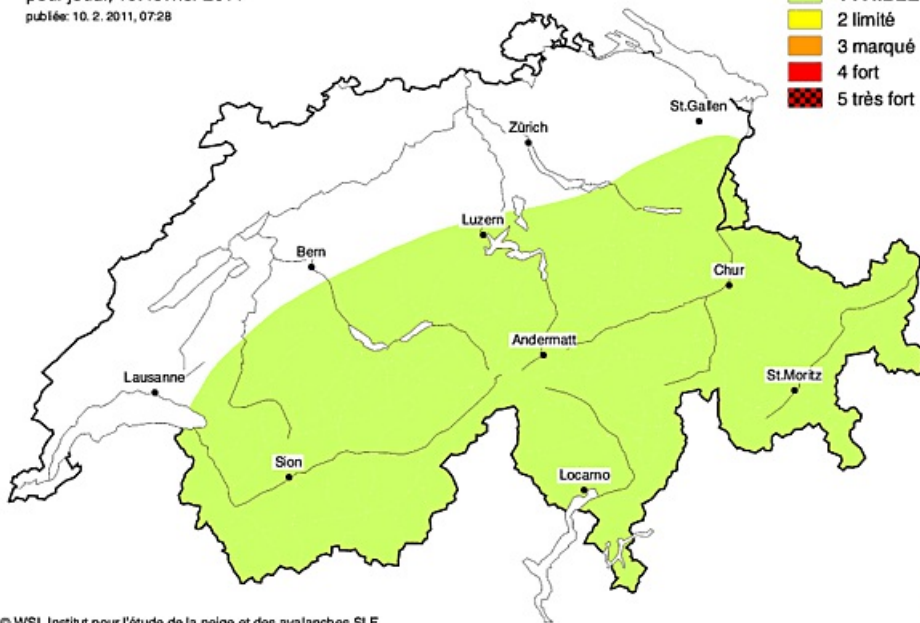 publiée: 10. 2. 2011, 07:28
2 limité
3 marqué
4 fort
5 très fort
St.Gallen
Zürich
Luzern
Bern
Chur
Andermatt
Lausanne
St.Moritz
Sion
Locarno
© WSL Institut pour l'étude de la neige et des avalanches SLF